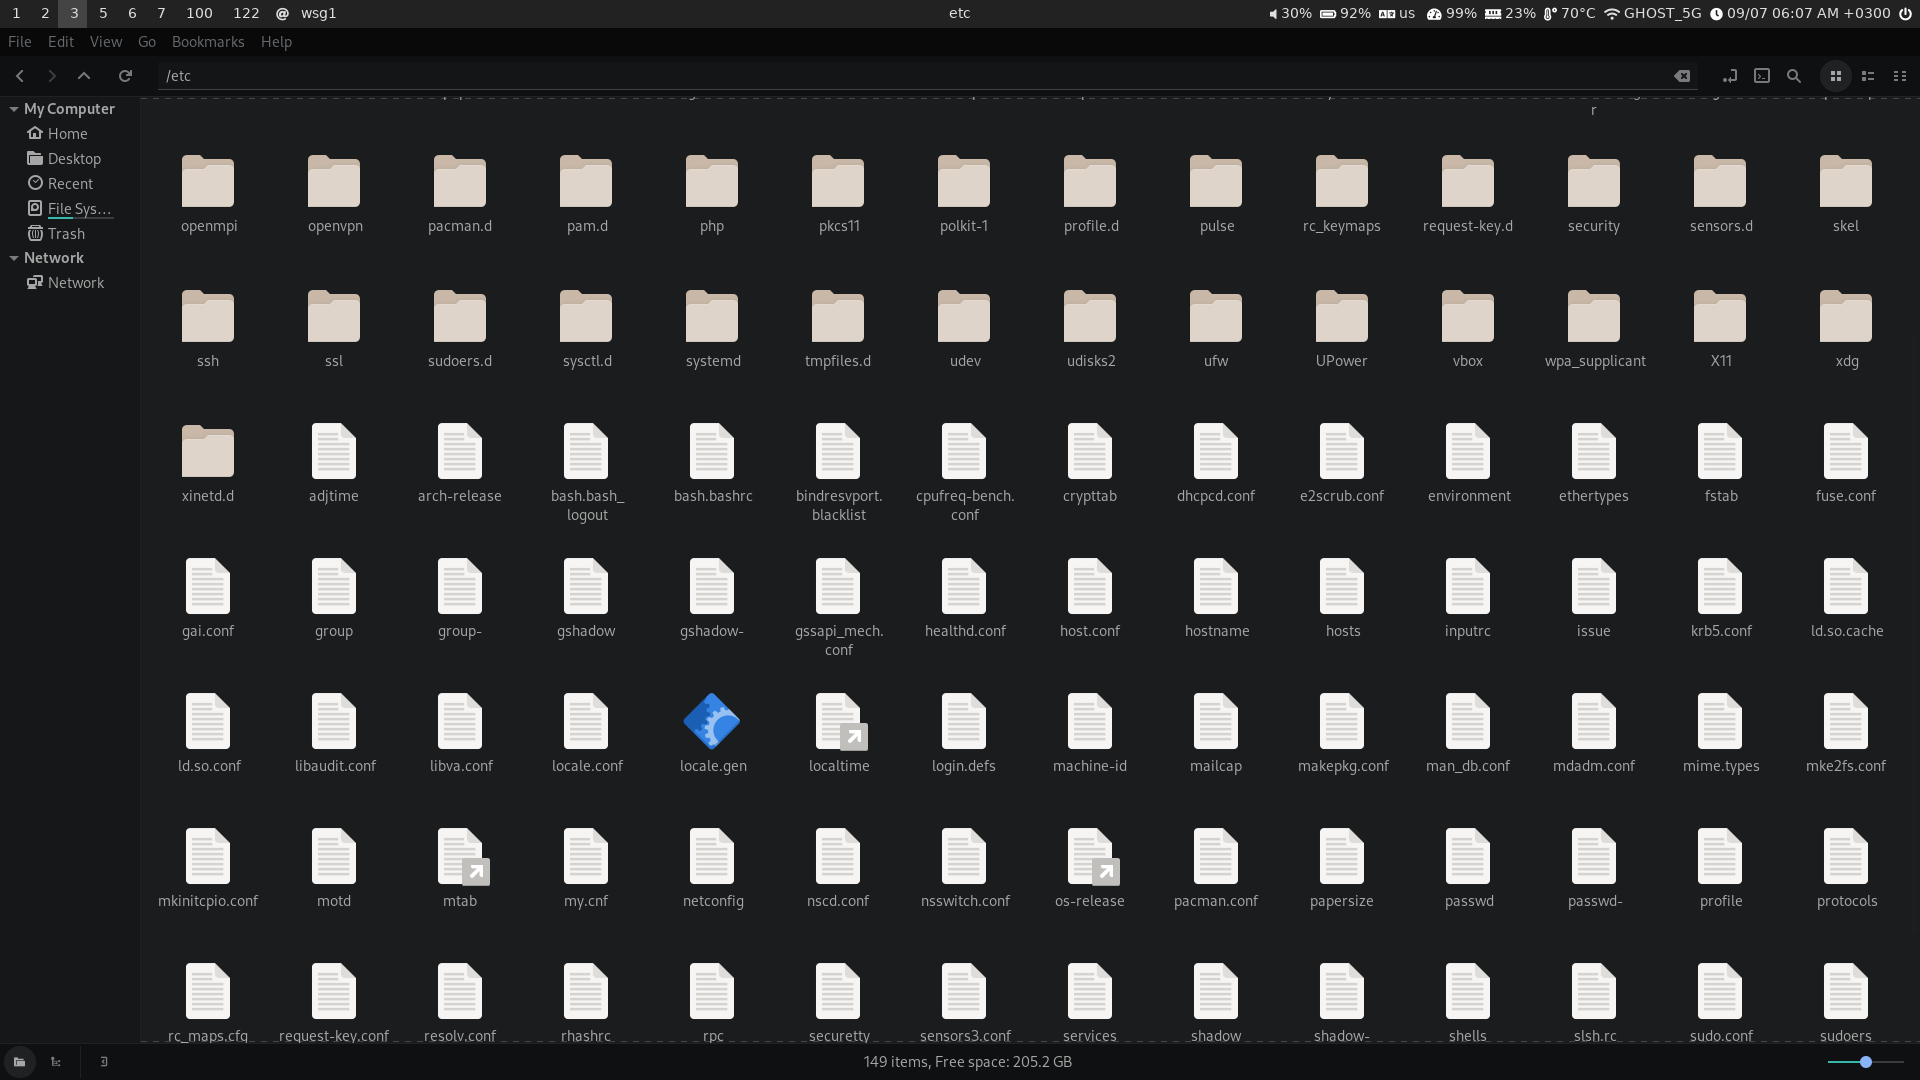 1 2 3 5 6 7 100 122 @ wsg1
etc
30% 92% us 99% 23% 70°C GHOST_5G 09/07 06:07 AM +0300
File Edit View Go Bookmarks Help
/etc
My Computer
Home
Desktop
Recent
File Sys...
Trash
Network
Network
r
openmpi openvpn pacman.d pam.d php pkcs11 polkit-1 profile.d pulse rc_keymaps request-key.d security sensors.d skel
ssh ssl sudoers.d sysctl.d systemd tmpfiles.d udev udisks2 ufw UPower vbox wpa_supplicant X11 xdg
xinetd.d adjtime arch-release bash.bash_ bash.bashrc bindresvport. cpufreq-bench. crypttab dhcpcd.conf e2scrub.conf environment ethertypes fstab fuse.conf
logout blacklist conf
gai.conf group group- gshadow gshadow- gssapi_mech. healthd.conf host.conf hostname hosts inputrc issue krb5.conf ld.so.cache
conf
ld.so.conf libaudit.conf libva.conf locale.conf locale.gen localtime login.defs machine-id mailcap makepkg.conf man_db.conf mdadm.conf mime.types mke2fs.conf
mkinitcpio.conf motd mtab my.cnf netconfig nscd.conf nsswitch.conf os-release pacman.conf papersize passwd passwd- profile protocols
rc_maps.cfg request-key.conf resolv.conf rhashrc rpc securetty sensors3.conf services shadow shadow- shells slsh.rc sudo.conf sudoers
149 items, Free space: 205.2 GB